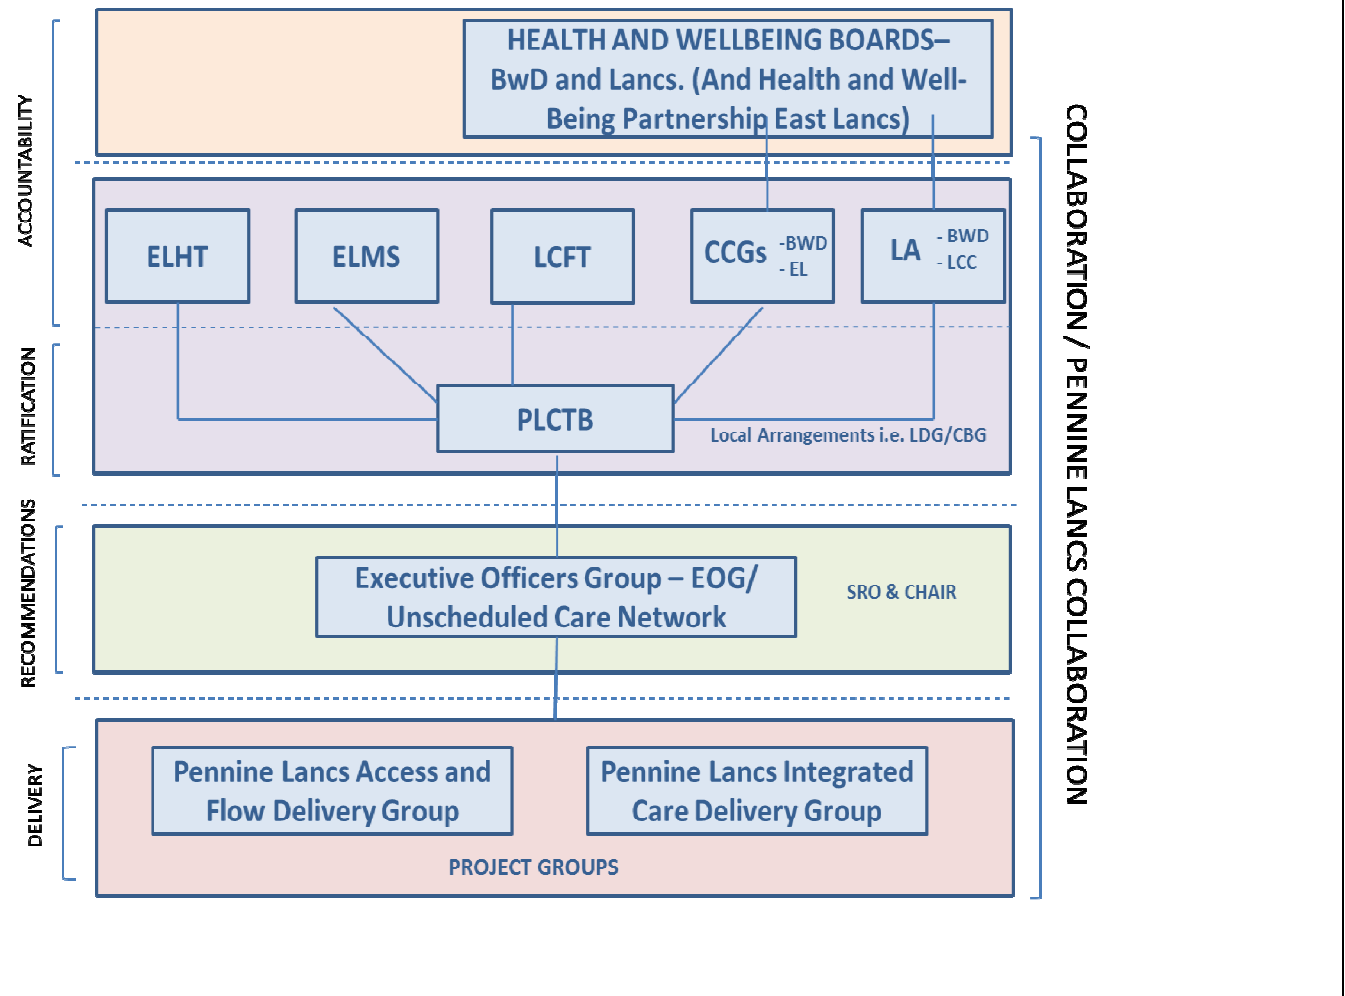 HEALTH AND WELLBEING BOARDS–
BwD and Lancs. (And Health and Well-
Being Partnership East Lancs)
ACCOUNTABILITY
ELHT
ELMS
LCFT
CCGs
-BWD
- EL
LA
- BWD
- LCC
RATIFICATION
PLCTB
Local Arrangements i.e. LDG/CBG
RECOMMENDATIONS
Executive Officers Group – EOG/
Unscheduled Care Network
SRO & CHAIR
DELIVERY
Pennine Lancs Access and
Flow Delivery Group
Pennine Lancs Integrated
Care Delivery Group
PROJECT GROUPS
COLLABORATION / PENNINE LANCS COLLABORATION